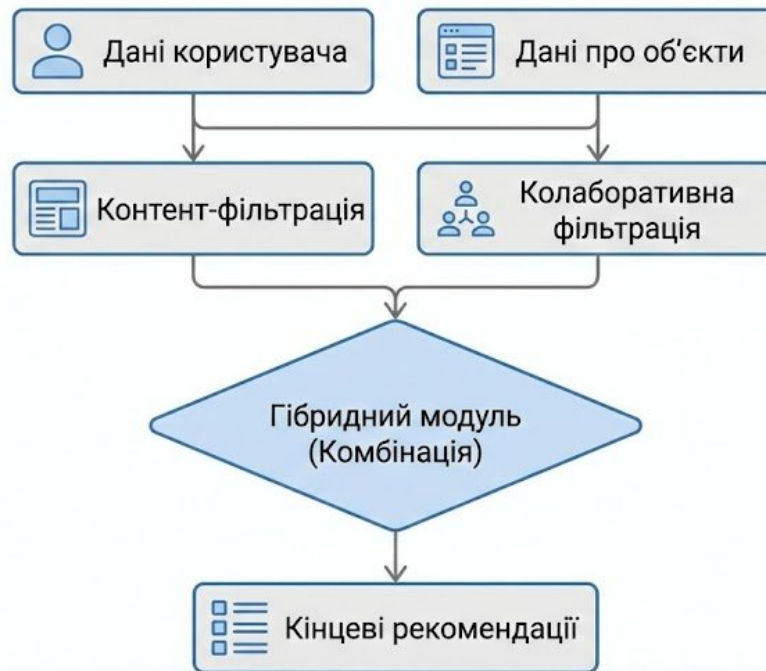 Дані користувача
Дані про об'єкти
Контент-фільтрація
Колаборативна
фільтрація
Гібридний модуль
(Комбінація)
Кінцеві рекомендації